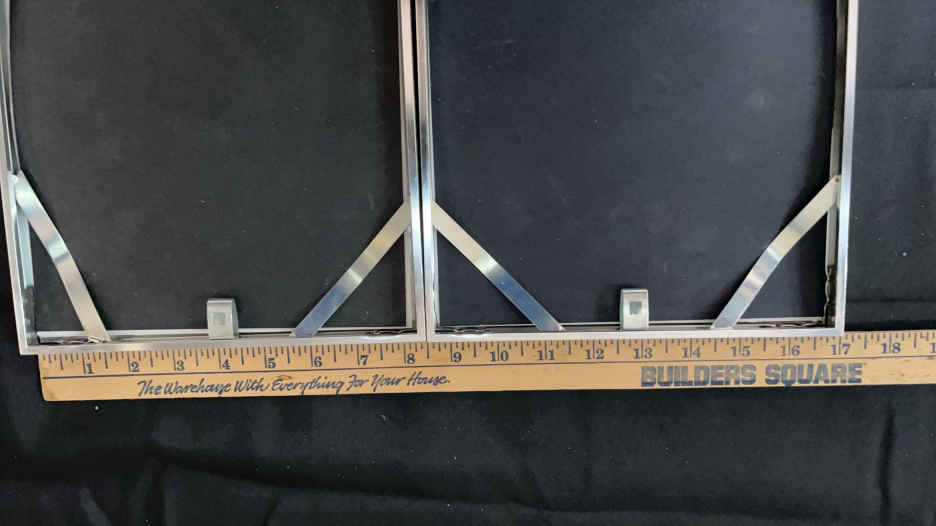 1 2 3 4 5 6 7 8 9 10 11 12 13 14 15 16 17 18
The Warehouse With Everything For Your House.
BUILDERS SQUARE